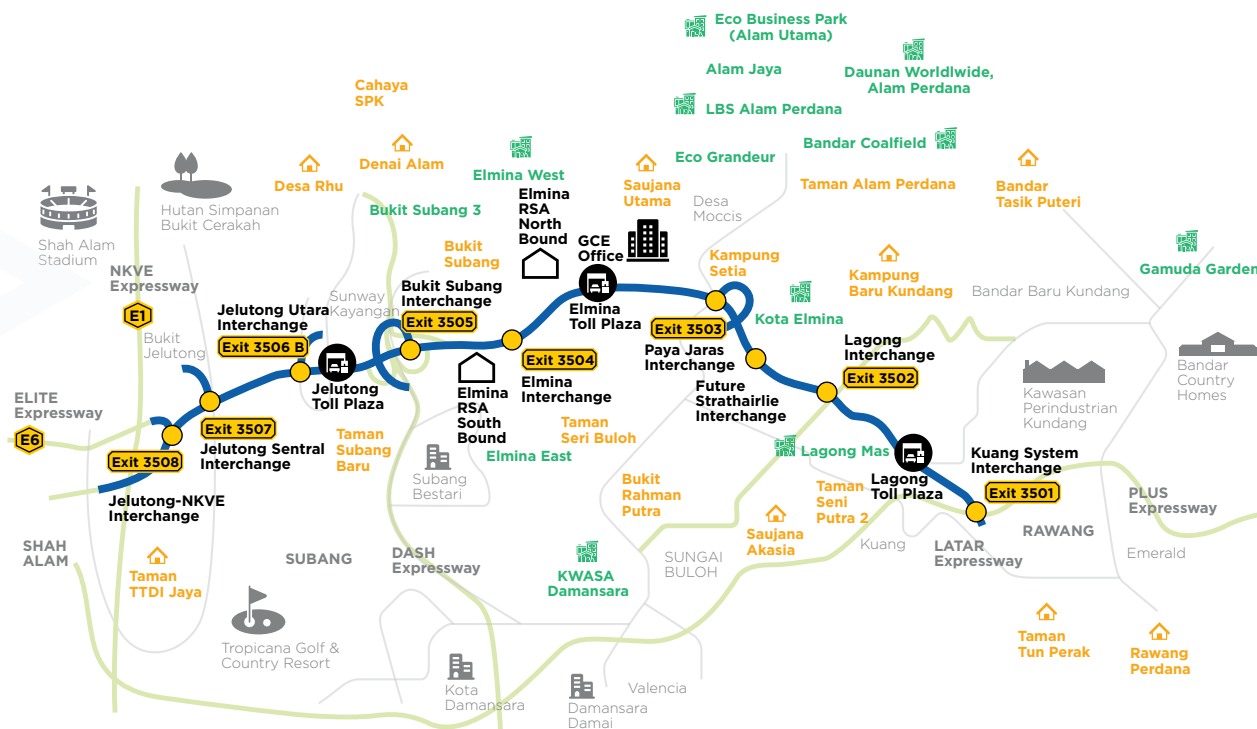 Eco Business Park
(Alam Utama)
Alam Jaya
Daunan Worldlwide,
Alam Perdana
Cahaya
SPK
LBS Alam Perdana
Bandar Coalfield
Denai Alam
Desa Rhu
Elmina West
Eco Grandeur
Saujana
Utama
Taman Alam Perdana
Bandar
Tasik Puteri
Hutan Simpanan
Bukit Cerakah
Bukit Subang 3
Elmina
RSA
North
Bound
Desa
Moccis
Shah Alam
Stadium
GCE
Office
Bukit
Subang
Kampung
Setia
Kampung
Baru Kundang
Gamuda Garden
NKVE
Expressway
E1
Bandar Baru Kundang
Sunway
Kayangan
Bukit Subang
Interchange
Exit 3505
Jelutong Utara
Interchange
Exit 3506 B
Elmina
Toll Plaza
Exit 3503
Kota Elmina
Bukit
Jelutong
Paya Jaras
Interchange
Exit 3504
Elmina
Interchange
Lagong
Interchange
Exit 3502
Bandar
Country
Homes
Jelutong
Toll Plaza
Elmina
RSA
South
Bound
Future
Strathairlie
Interchange
Kawasan
Perindustrian
Kundang
ELITE
Expressway
E6
Exit 3507
Jelutong Sentral
Interchange
Taman
Subang
Baru
Taman
Seri Buloh
Elmina East
Lagong Mas
Kuang System
Interchange
Exit 3501
Exit 3508
Jelutong-NKVE
Interchange
Subang
Bestari
Bukit
Rahman
Putra
Taman
Seni
Putra 2
Lagong
Toll Plaza
PLUS
Expressway
Saujana
Akasia
Kuang
LATAR
Expressway
RAWANG
Emerald
SHAH
ALAM
Taman
TTDI Jaya
SUBANG
DASH
Expressway
KWASA
Damansara
SUNGAI
BULOH
Tropicana Golf &
Country Resort
Taman
Tun Perak
Rawang
Perdana
Kota
Damansara
Damansara
Damai
Valencia